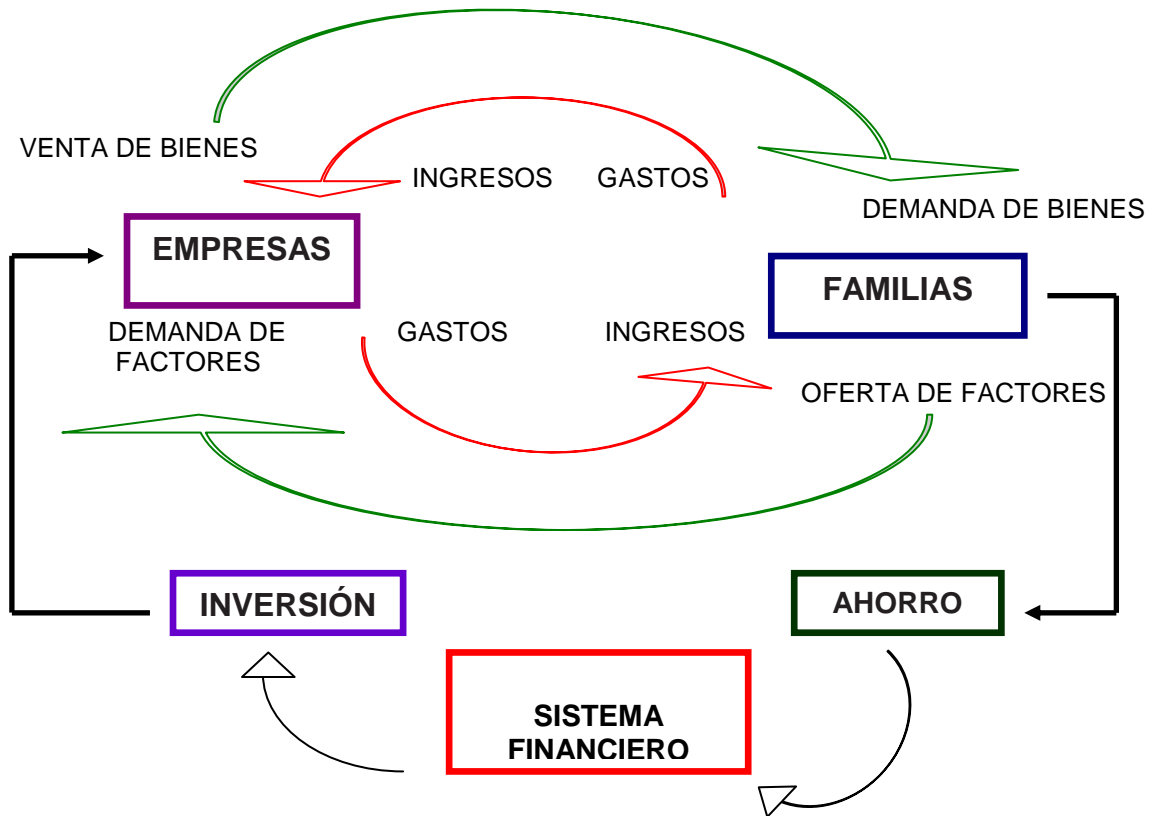 VENTA DE BIENES
INGRESOS GASTOS
DEMANDA DE BIENES
EMPRESAS
FAMILIAS
DEMANDA DE
FACTORES
GASTOS INGRESOS
OFERTA DE FACTORES
INVERSIÓN
AHORRO
SISTEMA
FINANCIERO